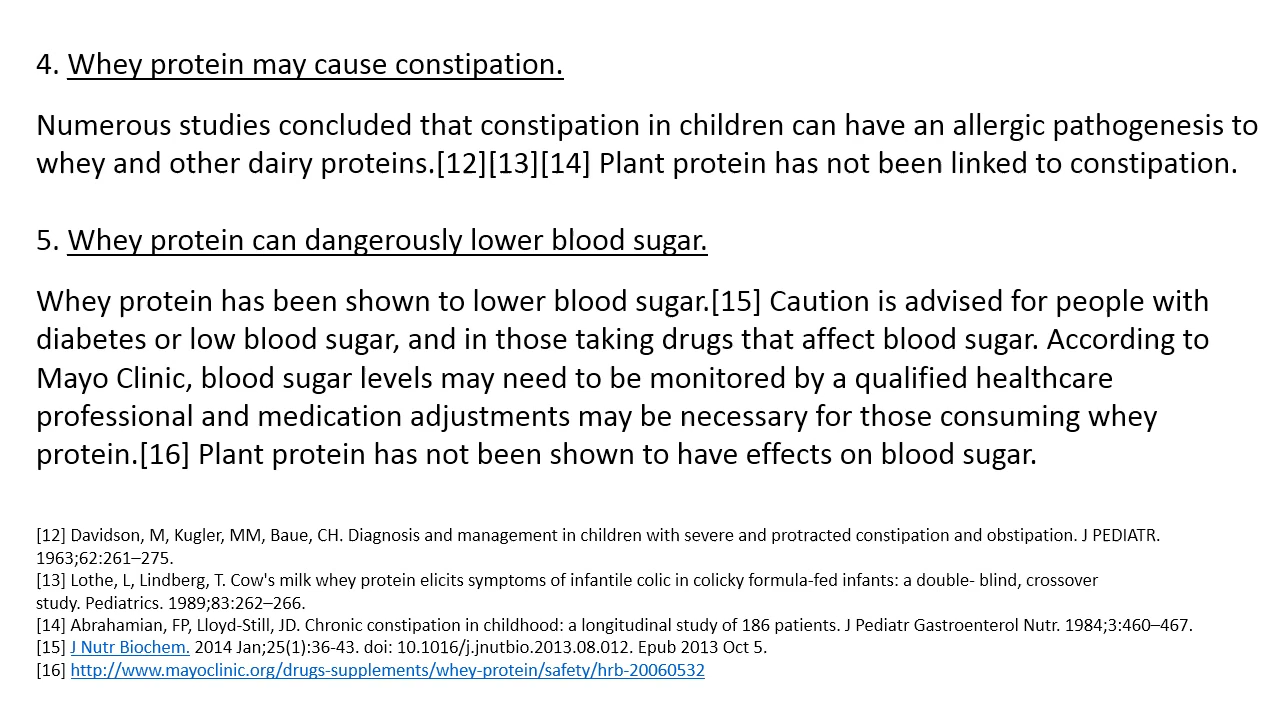 4. Whey protein may cause constipation.
Numerous studies concluded that constipation in children can have an allergic pathogenesis to
whey and other dairy proteins.[12][13][14] Plant protein has not been linked to constipation.
5. Whey protein can dangerously lower blood sugar.
Whey protein has been shown to lower blood sugar.[15] Caution is advised for people with
diabetes or low blood sugar, and in those taking drugs that affect blood sugar. According to
Mayo Clinic, blood sugar levels may need to be monitored by a qualified healthcare
professional and medication adjustments may be necessary for those consuming whey
protein.[16] Plant protein has not been shown to have effects on blood sugar.
[12] Davidson, M, Kugler, MM, Baue, CH. Diagnosis and management in children with severe and protracted constipation and obstipation. J PEDIATR.
1963;62:261–275.
[13] Lothe, L, Lindberg, T. Cow's milk whey protein elicits symptoms of infantile colic in colicky formula-fed infants: a double- blind, crossover
study. Pediatrics. 1989;83:262–266.
[14] Abrahamian, FP, Lloyd-Still, JD. Chronic constipation in childhood: a longitudinal study of 186 patients. J Pediatr Gastroenterol Nutr. 1984;3:460–467.
[15] J Nutr Biochem. 2014 Jan;25(1):36-43. doi: 10.1016/j.jnutbio.2013.08.012. Epub 2013 Oct 5.
[16] http://www.mayoclinic.org/drugs-supplements/whey-protein/safety/hrb-20060532